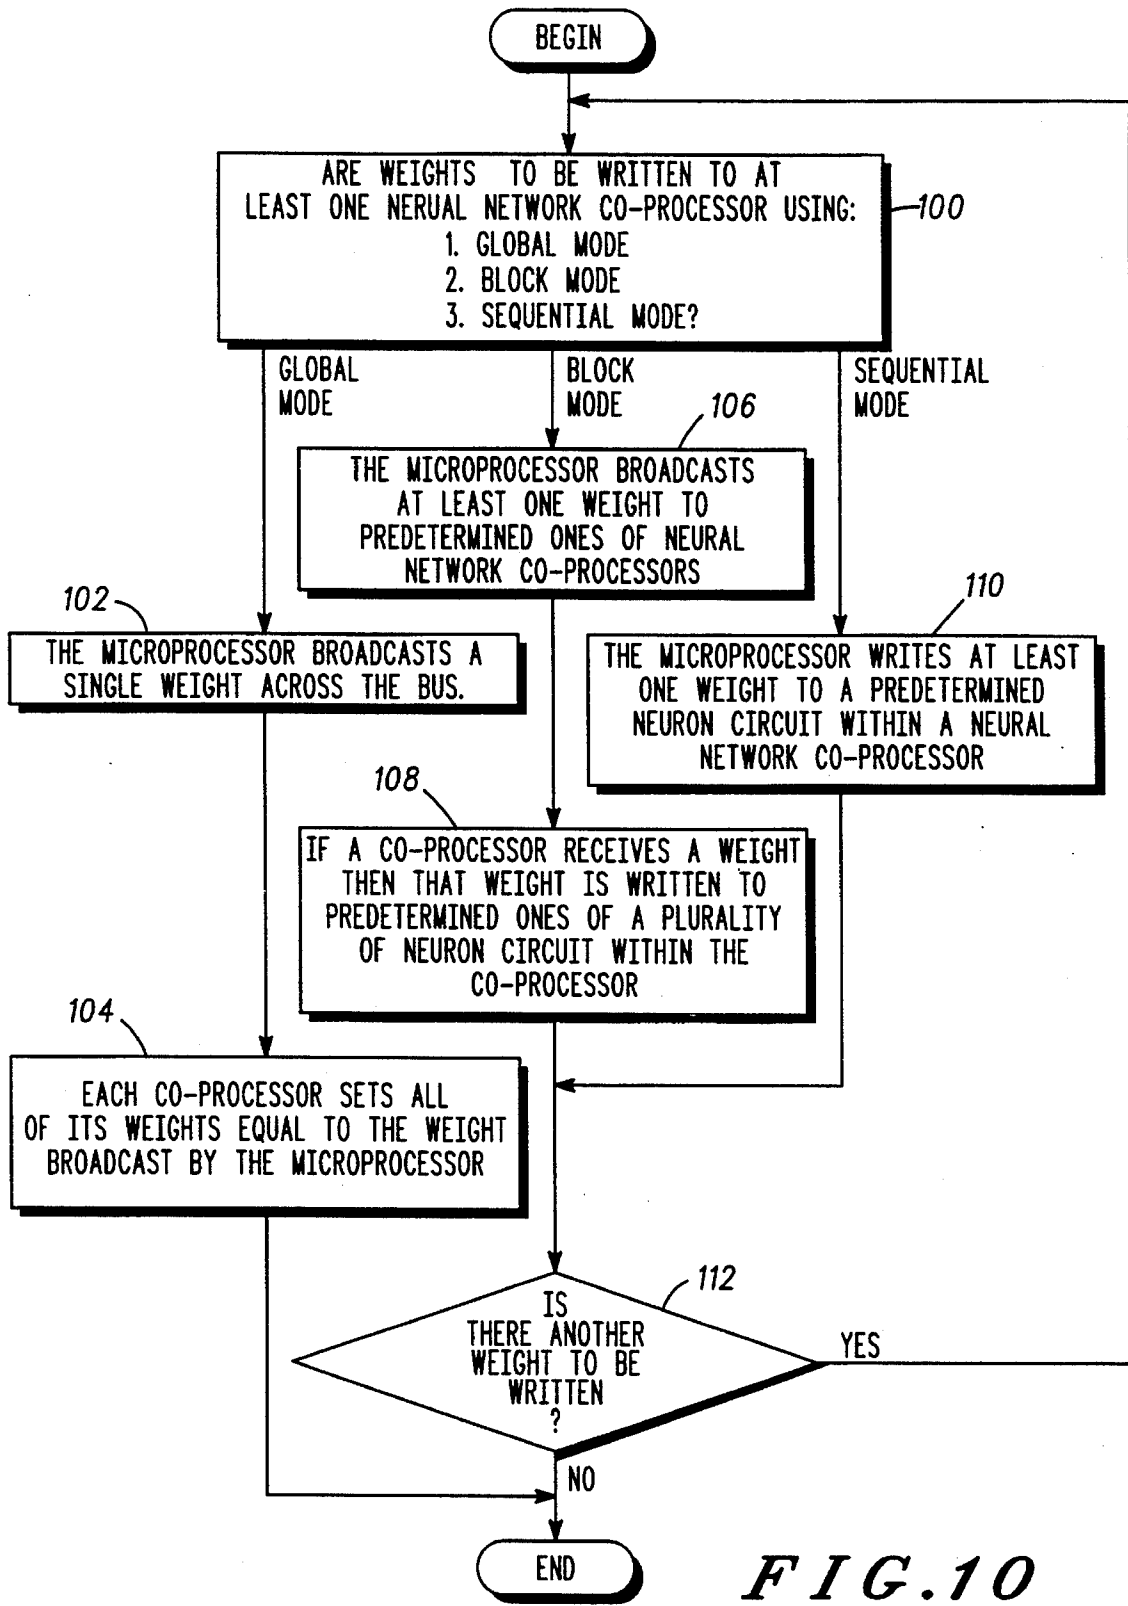 BEGIN
ARE WEIGHTS TO BE WRITTEN TO AT
LEAST ONE NERUAL NETWORK CO-PROCESSOR USING:
1. GLOBAL MODE
2. BLOCK MODE
3. SEQUENTIAL MODE?
100
GLOBAL
MODE
BLOCK
MODE
SEQUENTIAL
MODE
106
THE MICROPROCESSOR BROADCASTS
AT LEAST ONE WEIGHT TO
PREDETERMINED ONES OF NEURAL
NETWORK CO-PROCESSORS
102
THE MICROPROCESSOR BROADCASTS A
SINGLE WEIGHT ACROSS THE BUS.
110
THE MICROPROCESSOR WRITES AT LEAST
ONE WEIGHT TO A PREDETERMINED
NEURON CIRCUIT WITHIN A NEURAL
NETWORK CO-PROCESSOR
108
IF A CO-PROCESSOR RECEIVES A WEIGHT
THEN THAT WEIGHT IS WRITTEN TO
PREDETERMINED ONES OF A PLURALITY
OF NEURON CIRCUIT WITHIN THE
CO-PROCESSOR
104
EACH CO-PROCESSOR SETS ALL
OF ITS WEIGHTS EQUAL TO THE WEIGHT
BROADCAST BY THE MICROPROCESSOR
112
IS
THERE ANOTHER
WEIGHT TO BE
WRITTEN
?
YES
NO
END
FIG.10